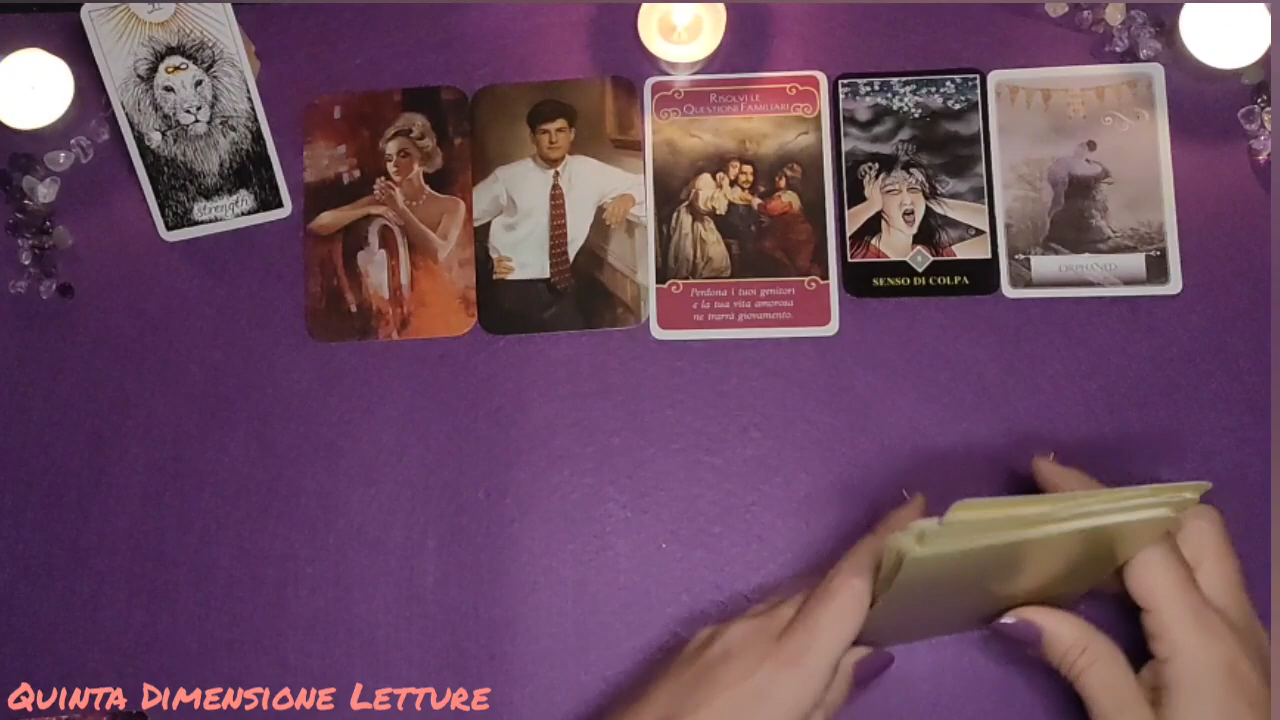 strength
RISOLVI LE
QUESTIONI FAMILIARI
Perdona i tuoi genitori
e la tua vita amorosa
ne trarrà giovamento.
SENSO DI COLPA
ORPHANED
QUINTA DIMENSIONE LETTURE